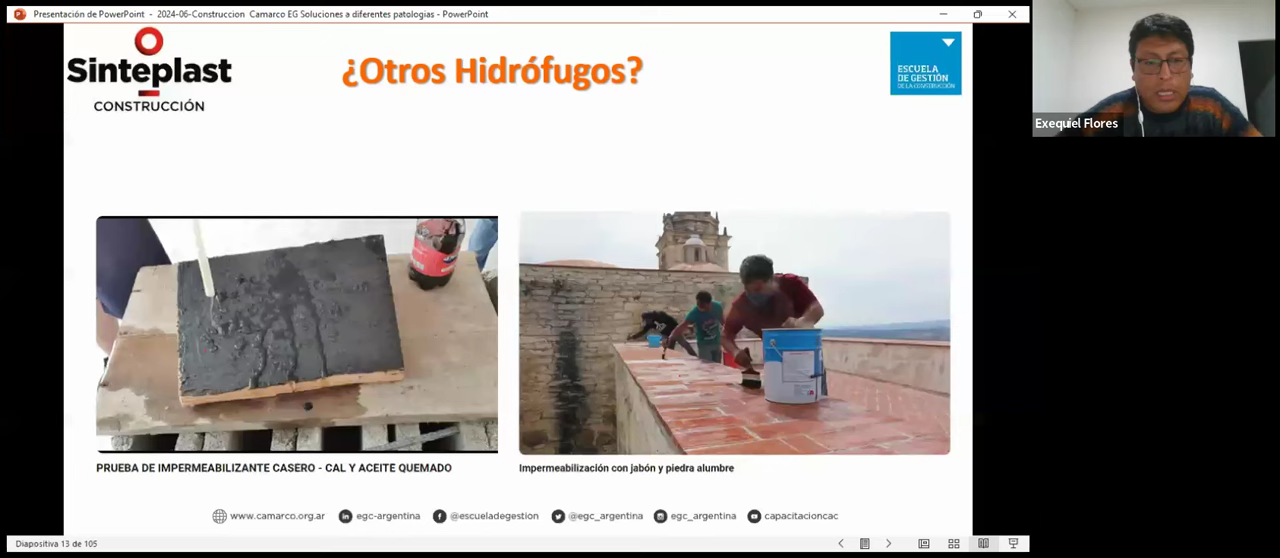 Presentación de PowerPoint - 2024-06-Construccion Camarco EG Soluciones a diferentes patologias - PowerPoint
Sinteplast
CONSTRUCCIÓN
¿Otros Hidrófugos?
ESCUELA
DE GESTIÓN
DE LA CONSTRUCCIÓN
Exequiel Flores
PRUEBA DE IMPERMEABILIZANTE CASERO - CAL Y ACEITE QUEMADO
Impermeabilización con jabón y piedra alumbre
www.camarco.org.ar
egc-argentina
@escueladegestion
@egc_argentina
egc_argentina
capacitacioncac
Diapositiva 13 de 105